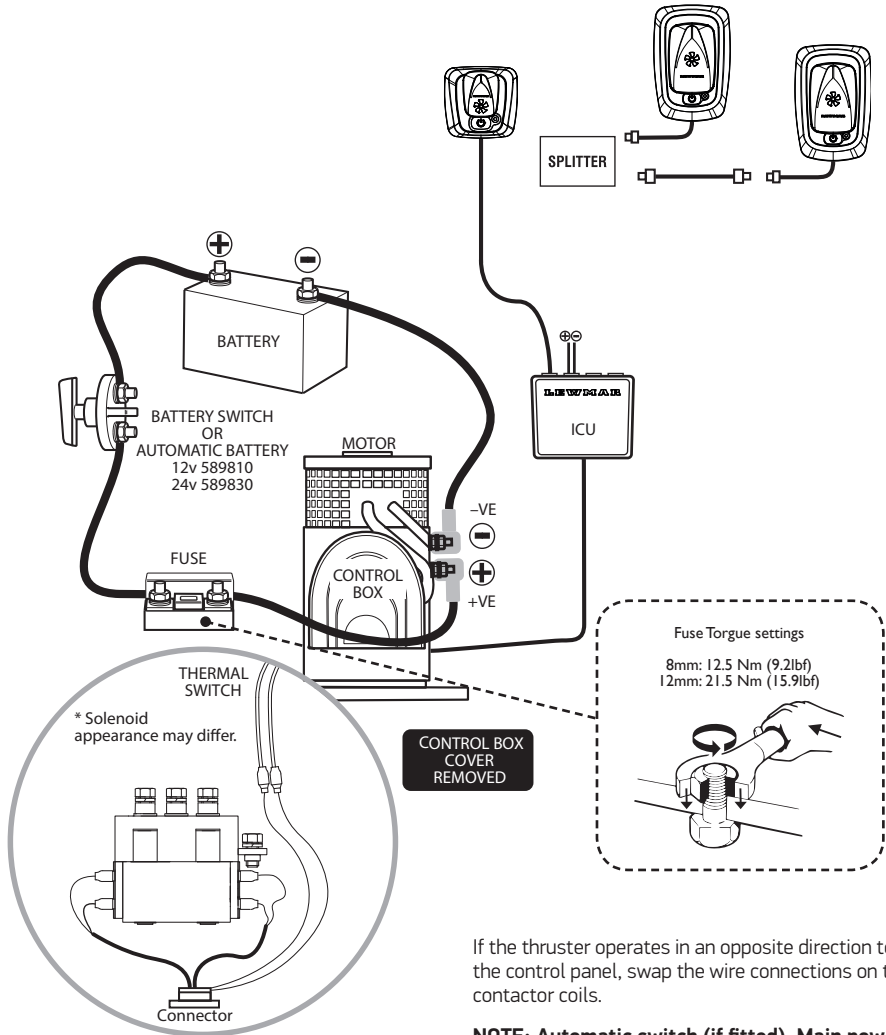 SPLITTER
BATTERY
LEWMAR
ICU
BATTERY SWITCH
OR
AUTOMATIC BATTERY
12v 589810
24v 589830
MOTOR
–VE
FUSE
CONTROL
BOX
+VE
Fuse Torgue settings
8mm: 12.5 Nm (9.2lbf)
12mm: 21.5 Nm (15.9lbf)
THERMAL
SWITCH
* Solenoid
appearance may differ.
CONTROL BOX
COVER
REMOVED
Connector
If the thruster operates in an opposite direction
the control panel, swap the wire connections on
contactor coils.
NOTE: Automatic switch (if fitted). Main